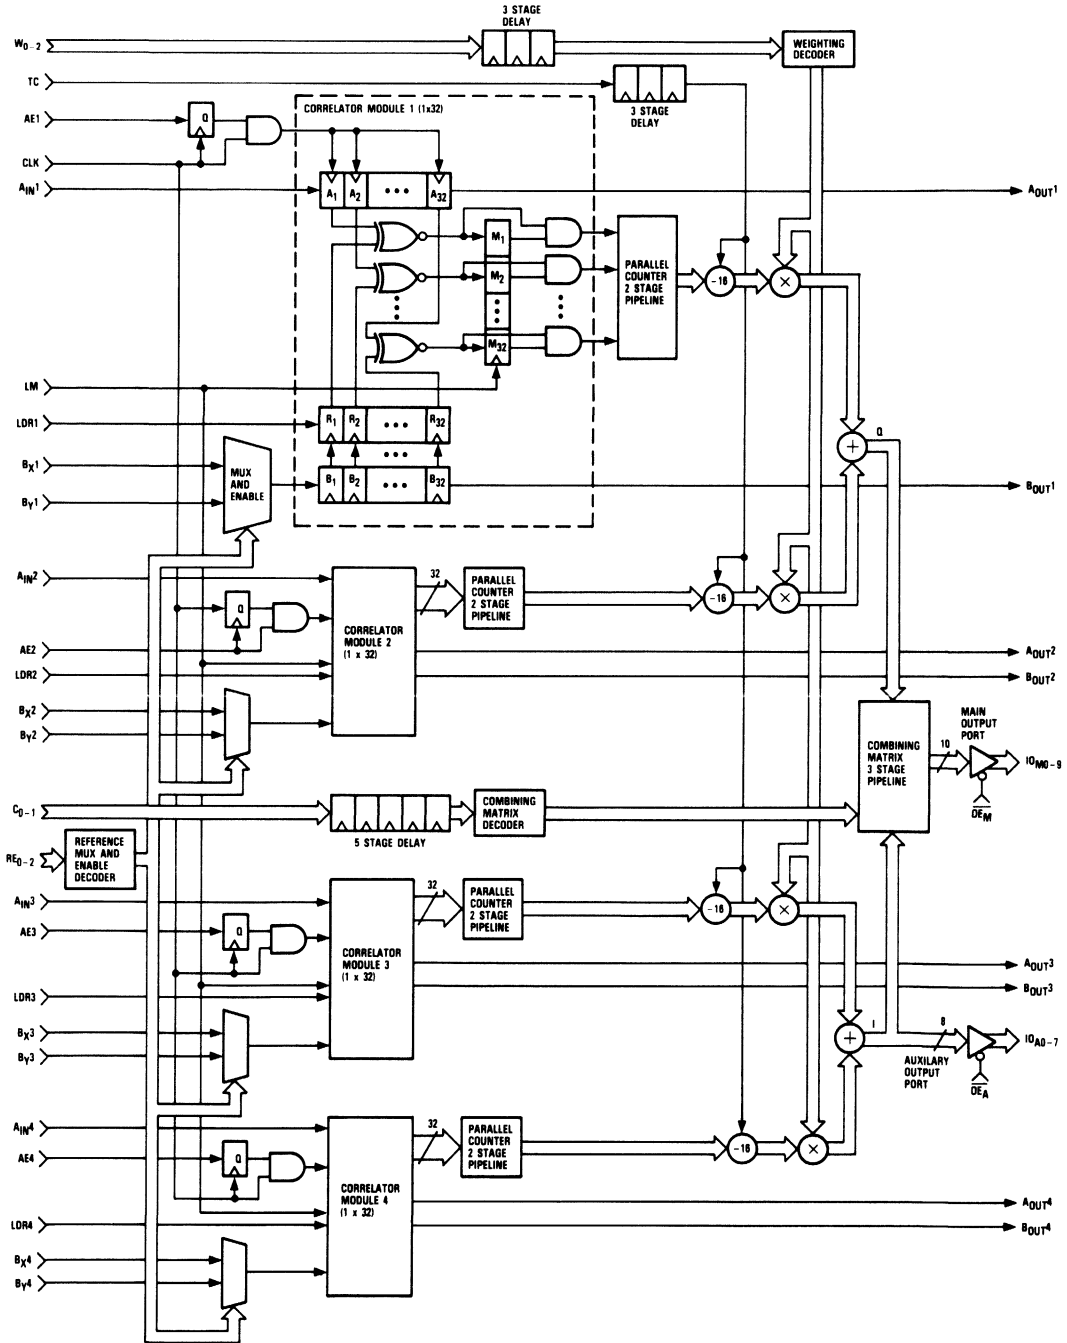 3 STAGE
DELAY
W0-2
WEIGHTING
DECODER
TC
3 STAGE
DELAY
CORRELATOR MODULE 1 (1x32)
AE1
Q
CLK
AIN1
A1 A2 ••• A32
AOUT1
M1
M2
M32
PARALLEL
COUNTER
2 STAGE
PIPELINE
-16
×
LM
LDR1
R1 R2 ••• R32
BX1
BY1
MUX
AND
ENABLE
B1 B2 ••• B32
BOUT1
+
Q
AIN2
32
PARALLEL
COUNTER
2 STAGE
PIPELINE
-16
×
Q
CORRELATOR
MODULE 2
(1 x 32)
AE2
AOUT2
LDR2
BOUT2
BX2
BY2
MAIN
OUTPUT
PORT
COMBINING
MATRIX
3 STAGE
PIPELINE
10
IOM0-9
OEM
C0-1
5 STAGE DELAY
COMBINING
MATRIX
DECODER
RE0-2
REFERENCE
MUX AND
ENABLE
DECODER
AIN3
32
PARALLEL
COUNTER
2 STAGE
PIPELINE
-16
×
AE3
Q
CORRELATOR
MODULE 3
(1 x 32)
AOUT3
LDR3
BOUT3
BX3
BY3
+
I
8
AUXILARY
OUTPUT
PORT
IOA0-7
OEA
AIN4
32
PARALLEL
COUNTER
2 STAGE
PIPELINE
-16
×
AE4
Q
CORRELATOR
MODULE 4
(1 x 32)
AOUT4
LDR4
BOUT4
BX4
BY4